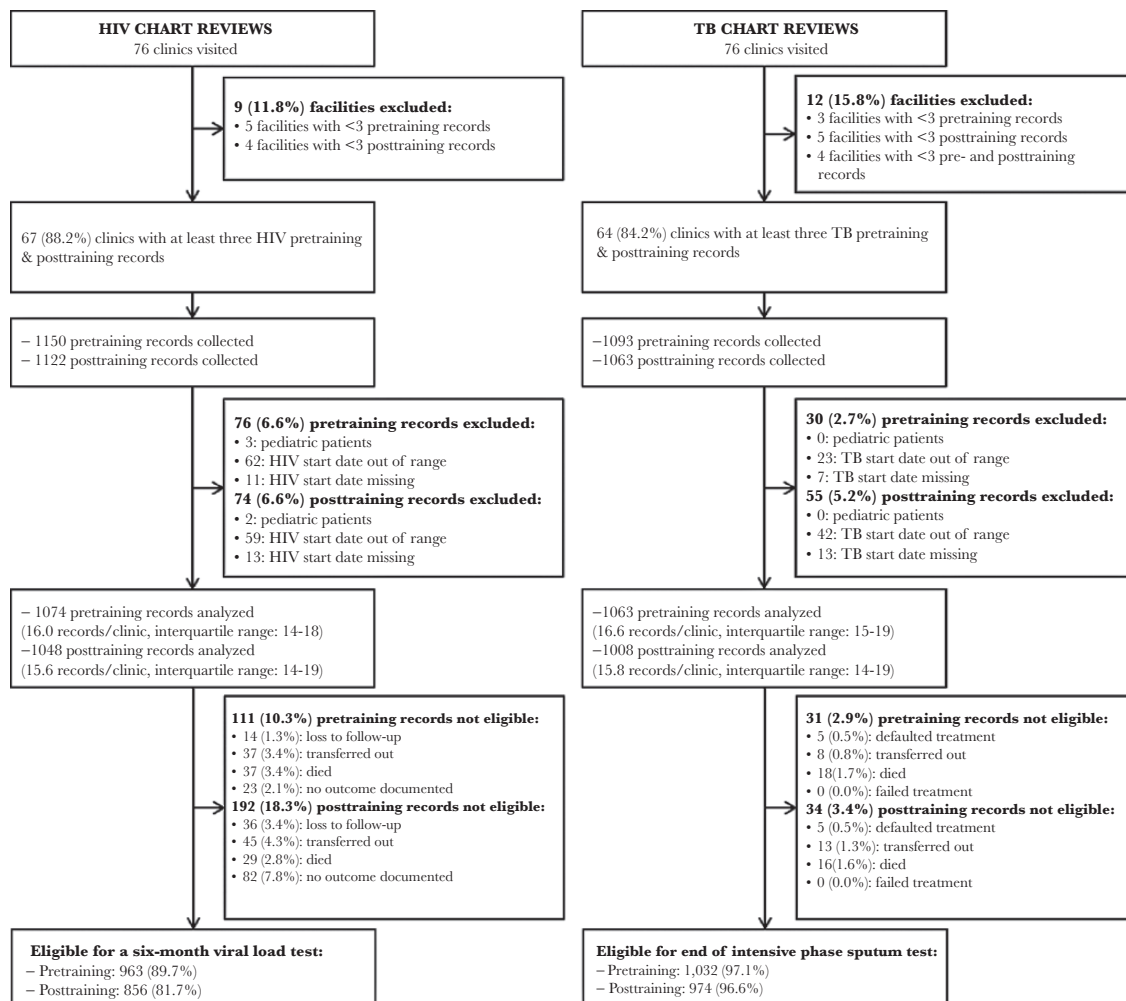 HIV CHART REVIEWS
76 clinics visited
9 (11.8%) facilities excluded:
• 5 facilities with <3 pretraining records
• 4 facilities with <3 posttraining records
67 (88.2%) clinics with at least three HIV pretraining
& posttraining records
– 1150 pretraining records collected
– 1122 posttraining records collected
76 (6.6%) pretraining records excluded:
• 3: pediatric patients
• 62: HIV start date out of range
• 11: HIV start date missing
74 (6.6%) posttraining records excluded:
• 2: pediatric patients
• 59: HIV start date out of range
• 13: HIV start date missing
– 1074 pretraining records analyzed
(16.0 records/clinic, interquartile range: 14-18)
–1048 posttraining records analyzed
(15.6 records/clinic, interquartile range: 14-19)
111 (10.3%) pretraining records not eligible:
• 14 (1.3%): loss to follow-up
• 37 (3.4%): transferred out
• 37 (3.4%): died
• 23 (2.1%): no outcome documented
192 (18.3%) posttraining records not eligible:
• 36 (3.4%): loss to follow-up
• 45 (4.3%): transferred out
• 29 (2.8%): died
• 82 (7.8%): no outcome documented
Eligible for a six-month viral load test:
– Pretraining: 963 (89.7%)
– Posttraining: 856 (81.7%)
TB CHART REVIEWS
76 clinics visited
12 (15.8%) facilities excluded:
• 3 facilities with <3 pretraining records
• 5 facilities with <3 posttraining records
• 4 facilities with <3 pre- and posttraining
records
64 (84.2%) clinics with at least three TB pretraining
& posttraining records
–1093 pretraining records collected
–1063 posttraining records collected
30 (2.7%) pretraining records excluded:
• 0: pediatric patients
• 23: TB start date out of range
• 7: TB start date missing
55 (5.2%) posttraining records excluded:
• 0: pediatric patients
• 42: TB start date out of range
• 13: TB start date missing
–1063 pretraining records analyzed
(16.6 records/clinic, interquartile range: 15-19)
–1008 posttraining records analyzed
(15.8 records/clinic, interquartile range: 14-19)
31 (2.9%) pretraining records not eligible:
• 5 (0.5%): defaulted treatment
• 8 (0.8%): transferred out
• 18(1.7%): died
• 0 (0.0%): failed treatment
34 (3.4%) posttraining records not eligible:
• 5 (0.5%): defaulted treatment
• 13 (1.3%): transferred out
• 16(1.6%): died
• 0 (0.0%): failed treatment
Eligible for end of intensive phase sputum test:
– Pretraining: 1,032 (97.1%)
– Posttraining: 974 (96.6%)